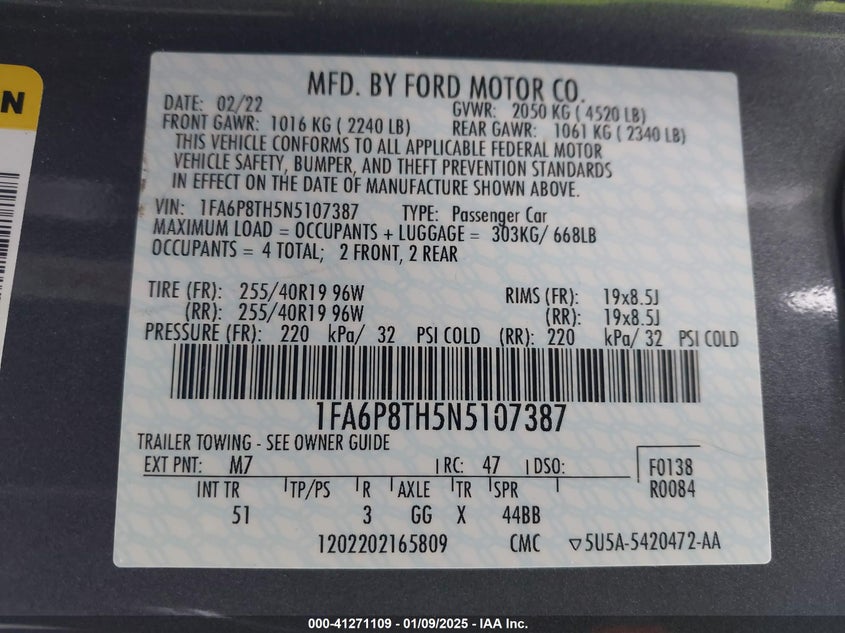 N
MFD. BY FORD MOTOR CO.
DATE: 02/22 GVWR: 2050 KG ( 4520 LB)
FRONT GAWR: 1016 KG ( 2240 LB) REAR GAWR: 1061 KG ( 2340 LB)
THIS VEHICLE CONFORMS TO ALL APPLICABLE FEDERAL MOTOR
VEHICLE SAFETY, BUMPER, AND THEFT PREVENTION STANDARDS
IN EFFECT ON THE DATE OF MANUFACTURE SHOWN ABOVE.
VIN: 1FA6P8TH5N5107387 TYPE: Passenger Car
MAXIMUM LOAD = OCCUPANTS + LUGGAGE = 303KG/ 668LB
OCCUPANTS = 4 TOTAL; 2 FRONT, 2 REAR
TIRE (FR): 255/40R19 96W RIMS (FR): 19x8.5J
(RR): 255/40R19 96W (RR): 19x8.5J
PRESSURE (FR): 220 kPa/ 32 PSI COLD (RR): 220 kPa/ 32 PSI COLD
1FA6P8TH5N5107387
TRAILER TOWING - SEE OWNER GUIDE
EXT PNT: M7 RC: 47 DSO: F0138
R0084
INT TR TP/PS R AXLE TR SPR
51 3 GG X 44BB
1202202165809 CMC ▽5U5A-5420472-AA
000-41271109 - 01/09/2025 - IAA Inc.